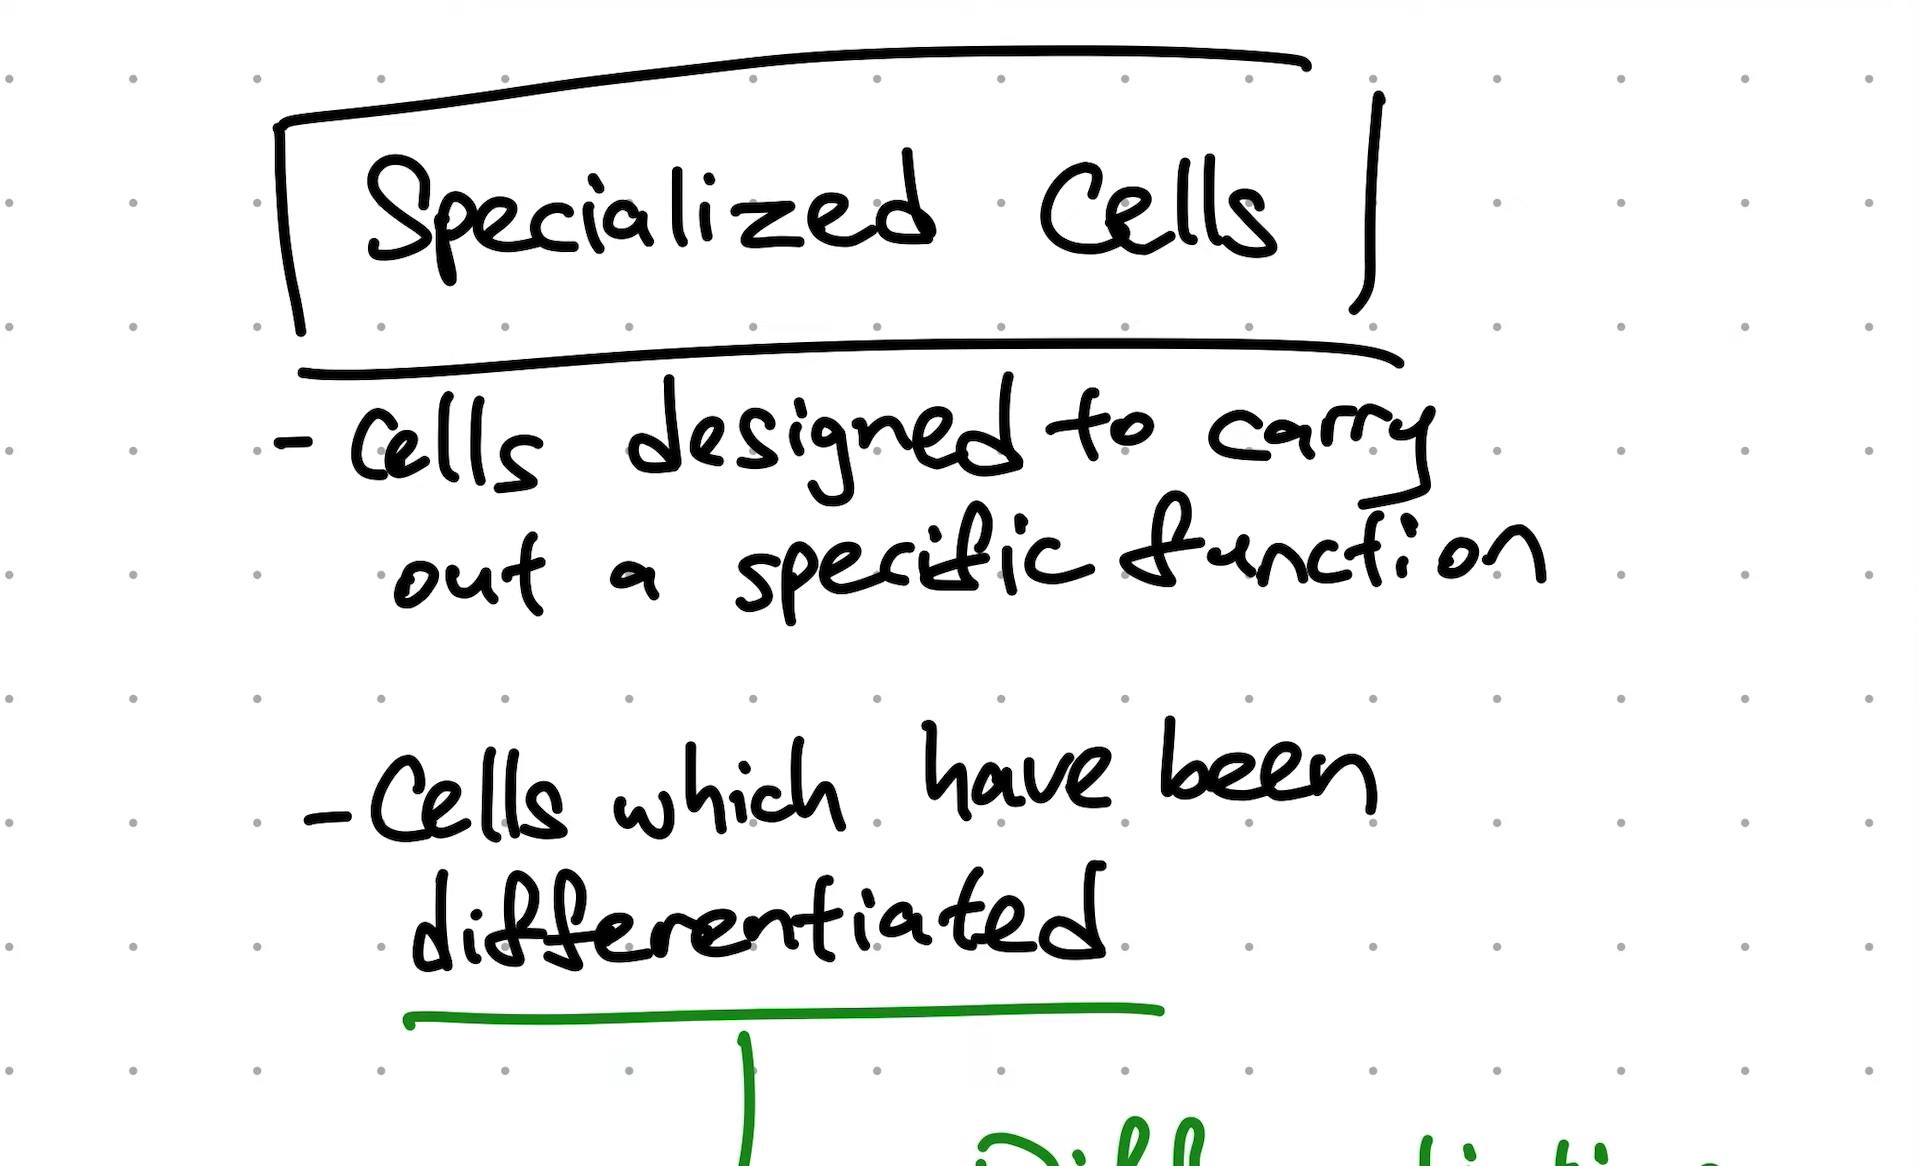 Specialized Cells
- Cells designed to carry
out a specific function
- Cells which have been
differentiated